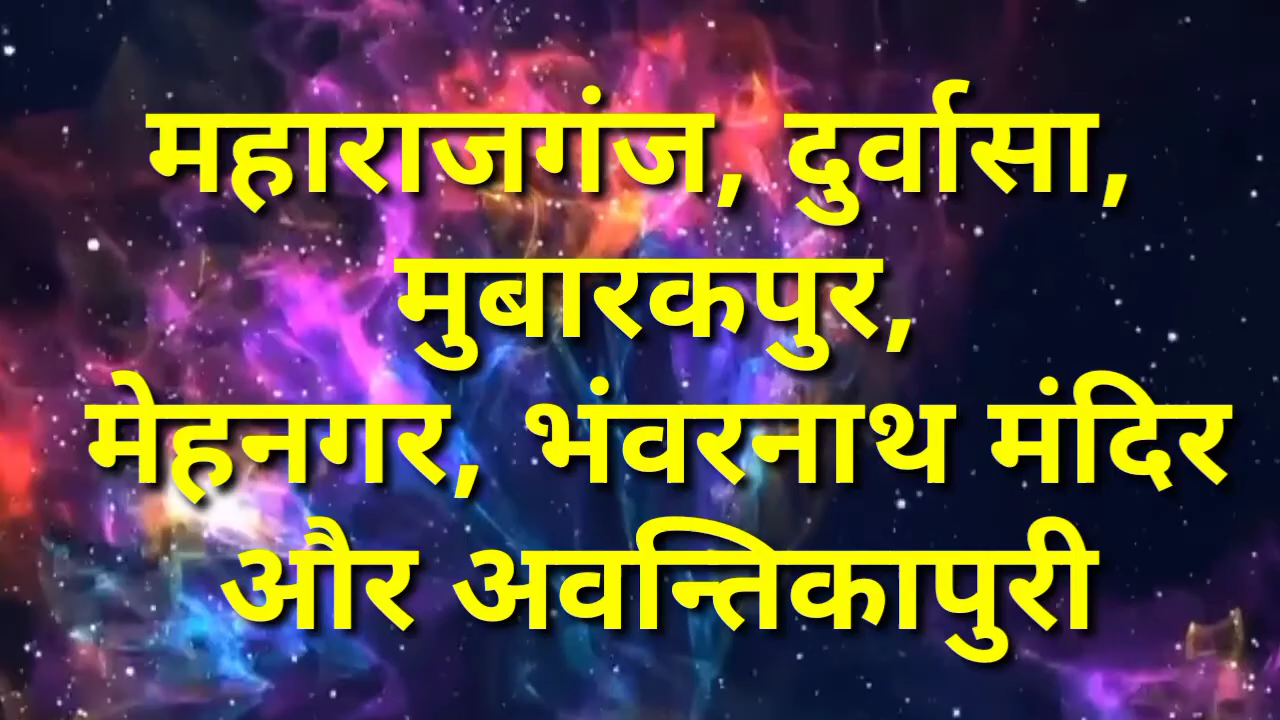 महाराजगंज, दुर्वासा,
मुबारकपुर,
मेहनगर, भंवरनाथ मंदिर
और अवन्तिकापुरी